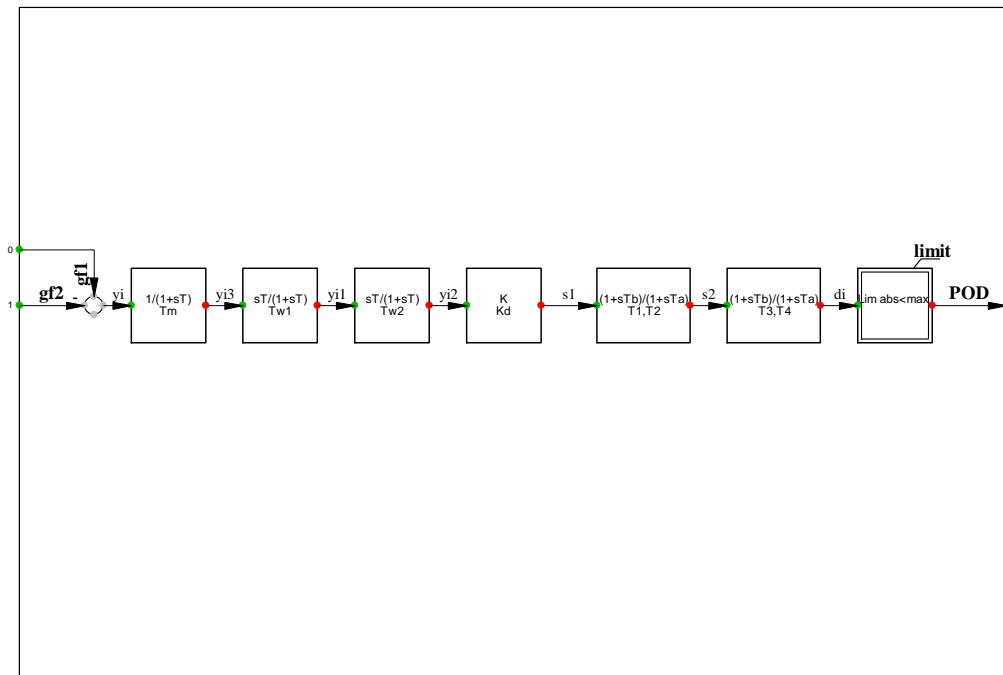 0
gf1
1
gf2
-
yi
1/(1+sT)
Tm
yi3
sT/(1+sT)
Tw1
yi1
sT/(1+sT)
Tw2
yi2
K
Kd
s1
(1+sTb)/(1+sTa)
T1,T2
s2
(1+sTb)/(1+sTa)
T3,T4
di
limit
Lim abs<max
POD